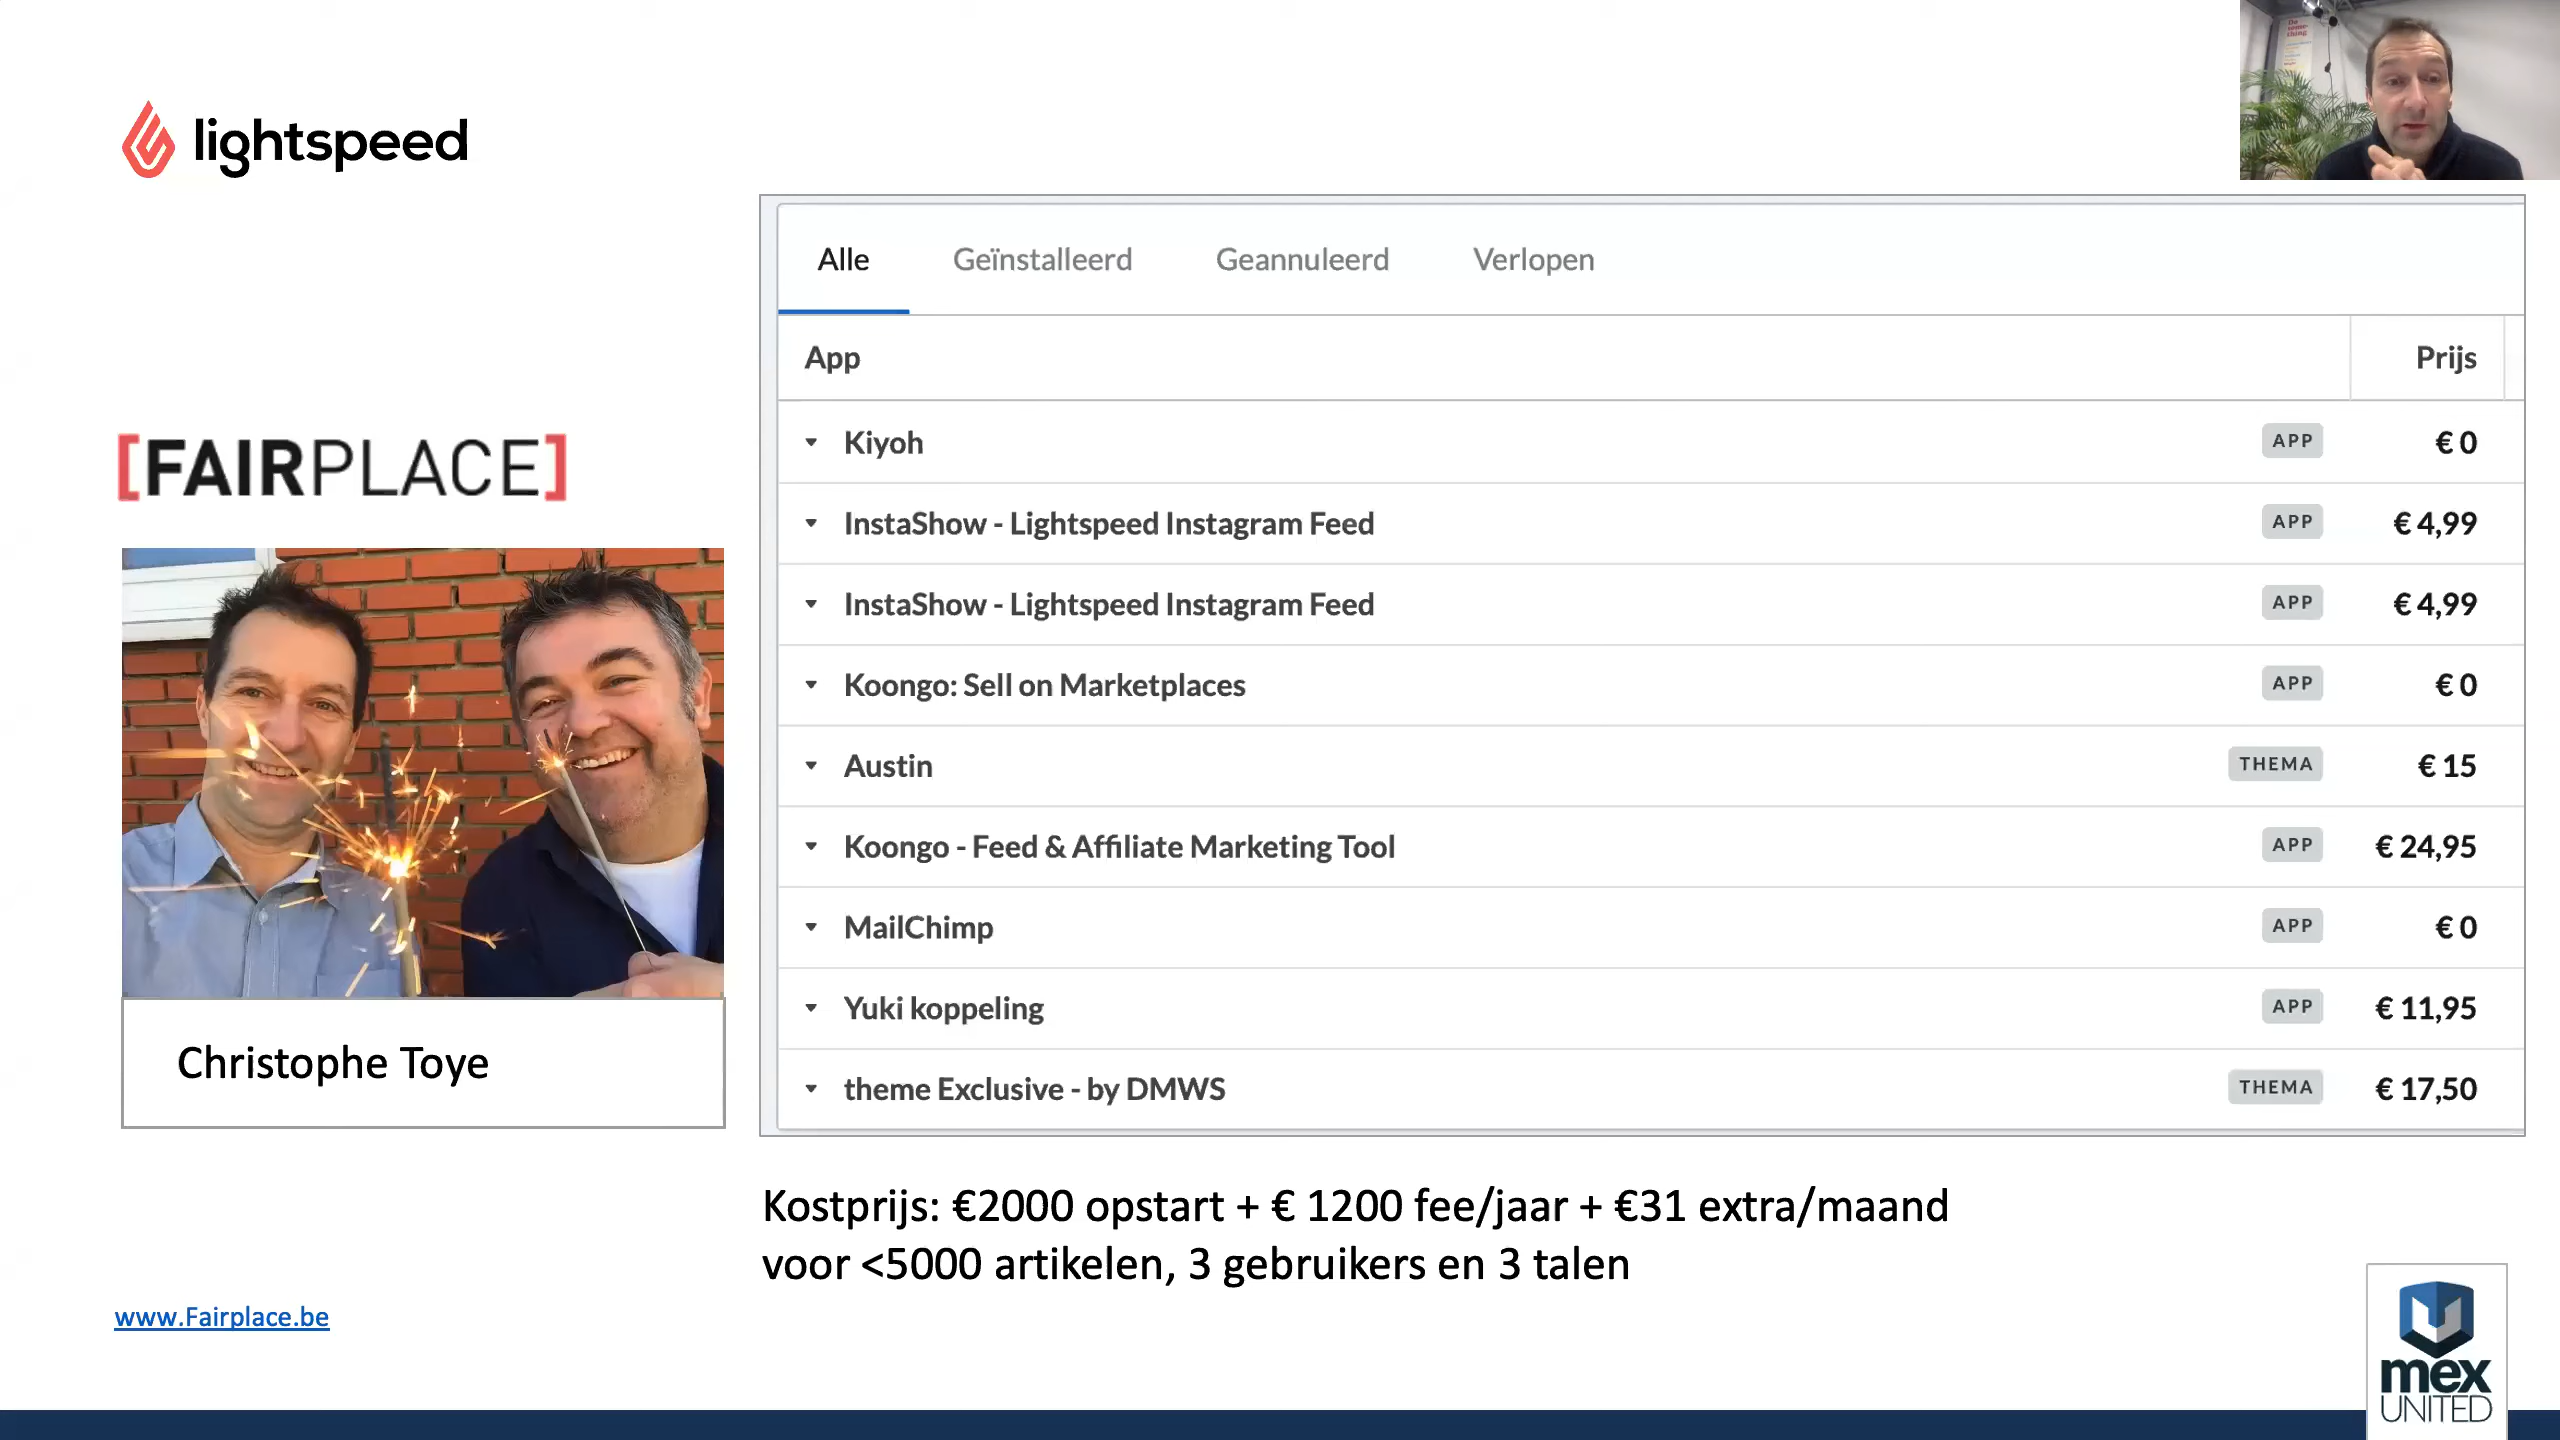 lightspeed
[FAIRPLACE]
Christophe Toye
www.Fairplace.be
Alle Geïnstalleerd Geannuleerd Verlopen
App Prijs
Kiyoh APP € 0
InstaShow - Lightspeed Instagram Feed APP € 4,99
InstaShow - Lightspeed Instagram Feed APP € 4,99
Koongo: Sell on Marketplaces APP € 0
Austin THEMA € 15
Koongo - Feed & Affiliate Marketing Tool APP € 24,95
MailChimp APP € 0
Yuki koppeling APP € 11,95
theme Exclusive - by DMWS THEMA € 17,50
Kostprijs: €2000 opstart + € 1200 fee/jaar + €31 extra/maand
voor <5000 artikelen, 3 gebruikers en 3 talen
mex
UNITED